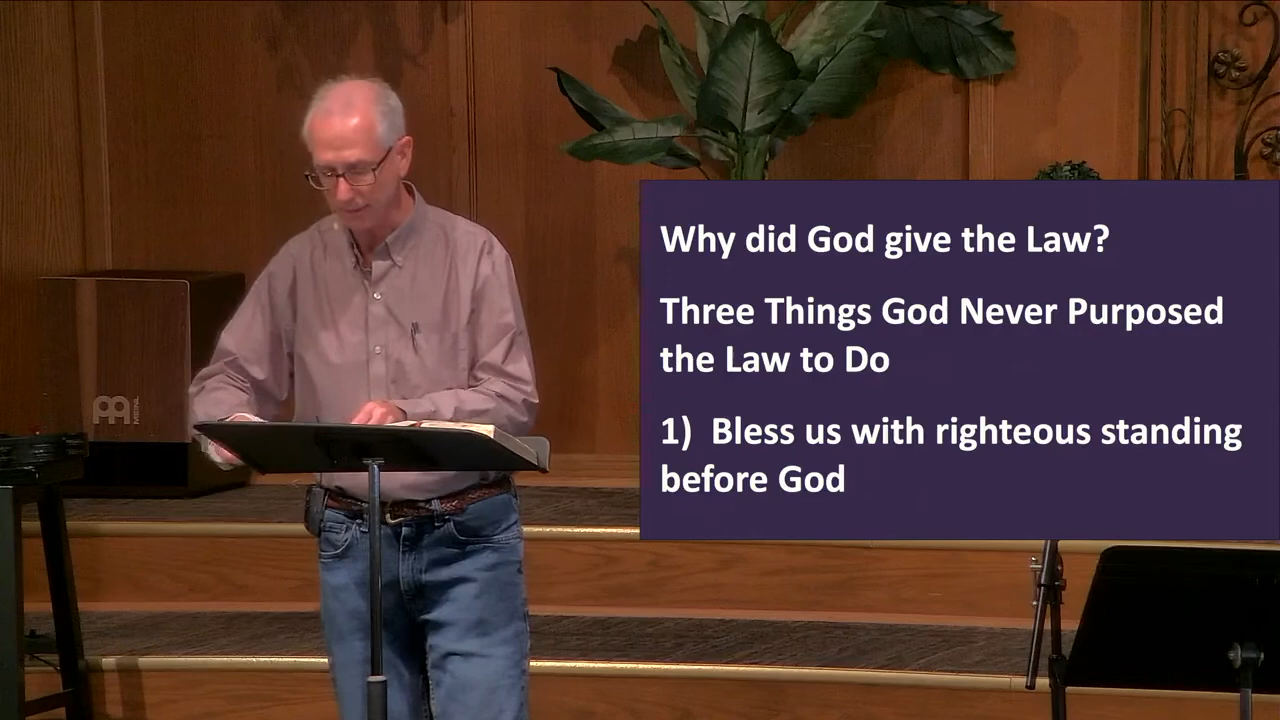 Why did God give the Law?
Three Things God Never Purposed
the Law to Do
1) Bless us with righteous standing
before God
MEINL